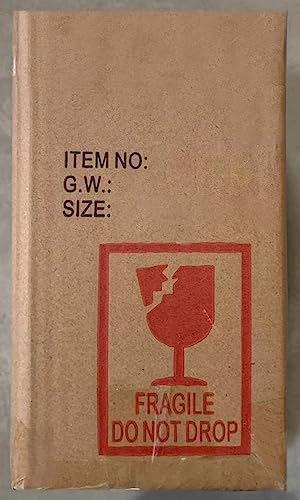 ITEM NO:
G.W.:
SIZE:
FRAGILE
DO NOT DROP